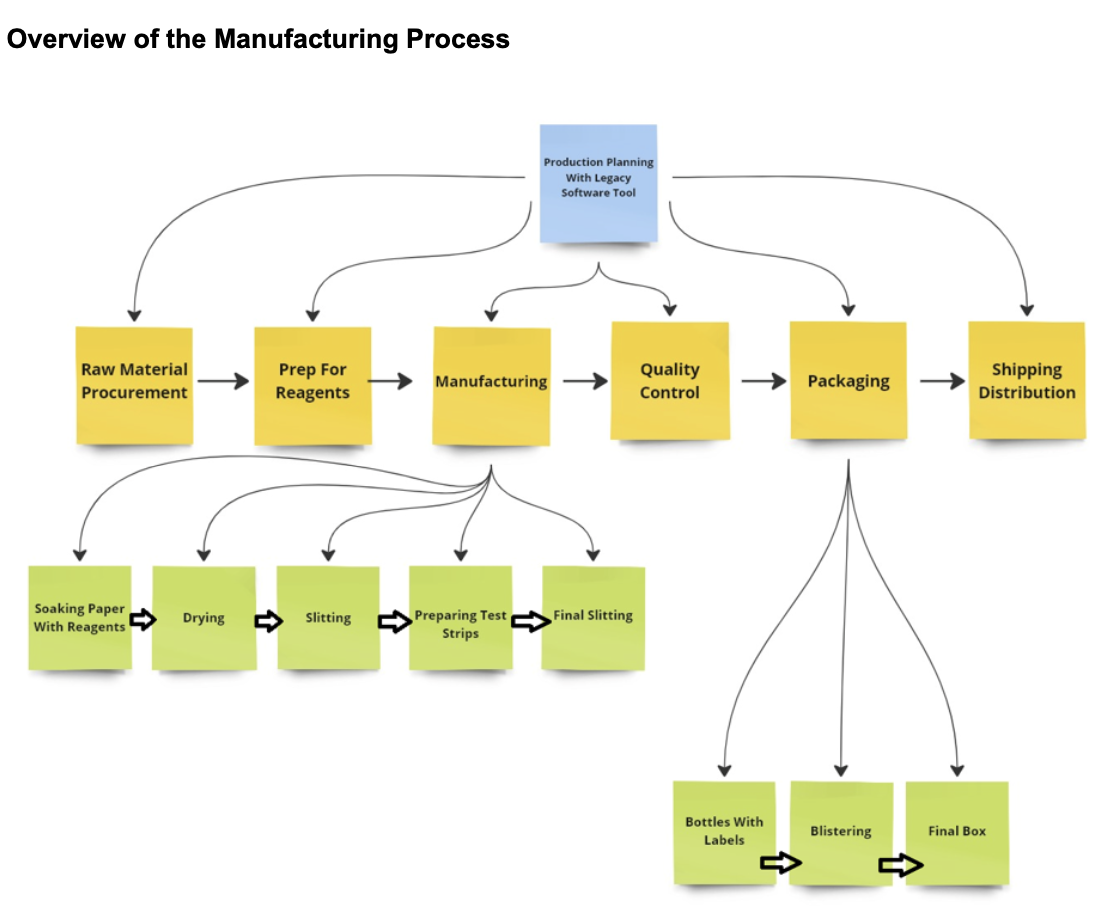 Overview of the Manufacturing Process
Production Planning
With Legacy
Software Tool
Raw Material
Procurement
Prep For
Reagents
Manufacturing
Quality
Control
Packaging
Shipping
Distribution
Soaking Paper
With Reagents
Drying
Slitting
Preparing Test
Strips
Final Slitting
Bottles With
Labels
Blistering
Final Box